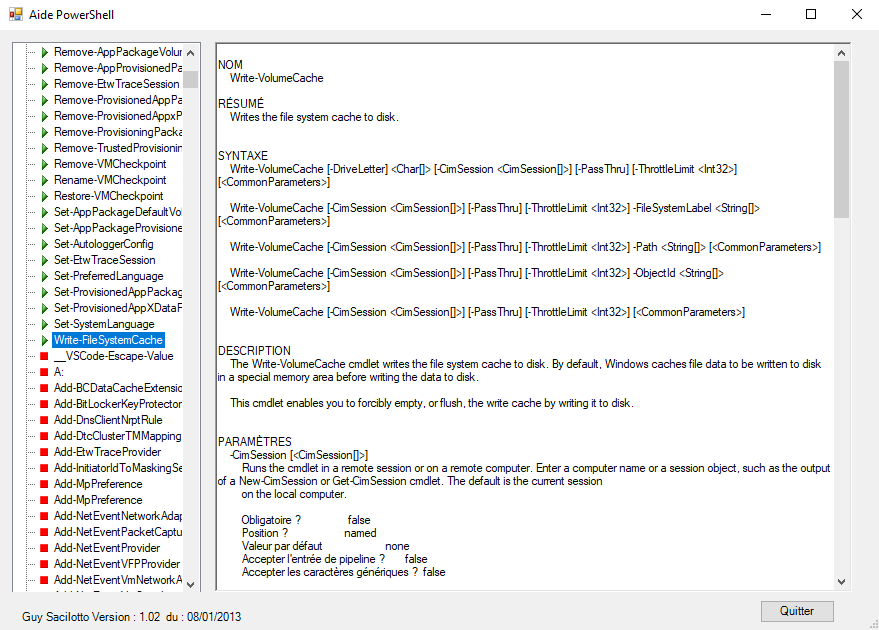 Aide PowerShell
Remove-AppPackageVolur
Remove-AppProvisionedPa
Remove-EtwTraceSession
Remove-ProvisionedAppPa
Remove-ProvisionedAppxP
Remove-ProvisioningPacka
Remove-TrustedProvisionin
Remove-VMCheckpoint
Rename-VMCheckpoint
Restore-VMCheckpoint
Set-AppPackageDefaultVo
Set-AppPackageProvisione
Set-AutologgerConfig
Set-EtwTraceSession
Set-PreferredLanguage
Set-ProvisionedAppPackag
Set-ProvisionedAppXDataF
Set-SystemLanguage
Write-FileSystemCache
__VSCode-Escape-Value
A:
Add-BCDataCacheExtensio
Add-BitLockerKeyProtector
Add-DnsClientNrptRule
Add-DtcClusterTMMapping
Add-EtwTraceProvider
Add-InitiatorIdToMaskingSe
Add-MpPreference
Add-MpPreference
Add-NetEventNetworkAdap
Add-NetEventPacketCaptu
Add-NetEventProvider
Add-NetEventVFPProvider
Add-NetEventVmNetworkA
NOM
Write-VolumeCache
RÉSUMÉ
Writes the file system cache to disk.
SYNTAXE
Write-VolumeCache [-DriveLetter] <Char[]> [-CimSession <CimSession[]>] [-PassThru] [-ThrottleLimit <Int32>]
[<CommonParameters>]
Write-VolumeCache [-CimSession <CimSession[]>] [-PassThru] [-ThrottleLimit <Int32>] -FileSystemLabel <String[]>
[<CommonParameters>]
Write-VolumeCache [-CimSession <CimSession[]>] [-PassThru] [-ThrottleLimit <Int32>] -Path <String[]> [<CommonParameters>]
Write-VolumeCache [-CimSession <CimSession[]>] [-PassThru] [-ThrottleLimit <Int32>] -ObjectId <String[]>
[<CommonParameters>]
Write-VolumeCache [-CimSession <CimSession[]>] [-PassThru] [-ThrottleLimit <Int32>] [<CommonParameters>]
DESCRIPTION
The Write-VolumeCache cmdlet writes the file system cache to disk. By default, Windows caches file data to be written to disk
in a special memory area before writing the data to disk.
This cmdlet enables you to forcibly empty, or flush, the write cache by writing it to disk.
PARAMÈTRES
-CimSession [<CimSession[]>]
Runs the cmdlet in a remote session or on a remote computer. Enter a computer name or a session object, such as the output
of a New-CimSession or Get-CimSession cmdlet. The default is the current session
on the local computer.
Obligatoire ? false
Position ? named
Valeur par défaut none
Accepter l'entrée de pipeline ? false
Accepter les caractères génériques ? false
Guy Sacilotto Version : 1.02 du : 08/01/2013
Quitter